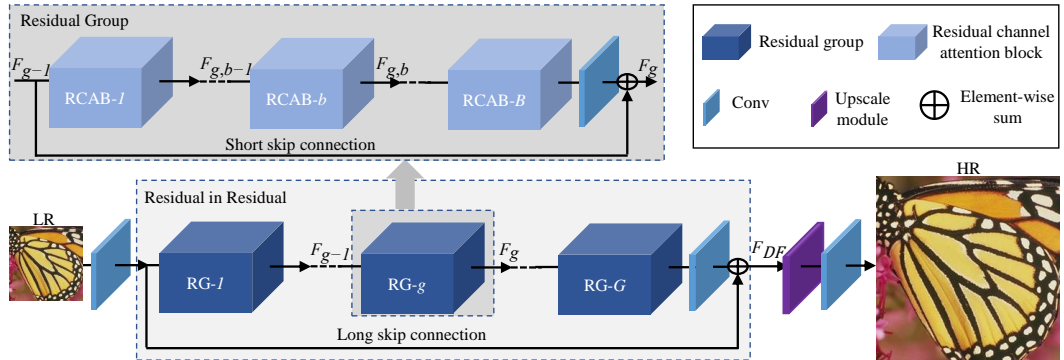 Residual Group
F_{g−1}
RCAB-1
F_{g,b−1}
RCAB-b
F_{g,b}
RCAB-B
F_g
Short skip connection
Residual group
Residual channel
attention block
Conv
Upscale
module
Element-wise
sum
Residual in Residual
LR
RG-1
F_{g−1}
RG-g
F_g
RG-G
F_{DF}
HR
Long skip connection